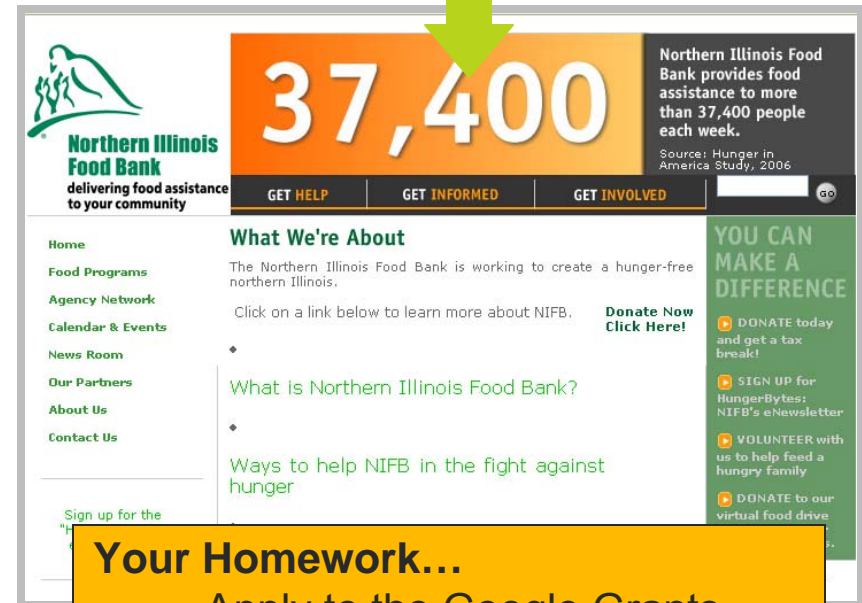 Northern Illinois
Food Bank
delivering food assistance
to your community
37,400
Northern Illinois Food
Bank provides food
assistance to more
than 37,400 people
each week.
Source: Hunger in
America Study, 2006
GET HELP
GET INFORMED
GET INVOLVED
GO
Home
Food Programs
Agency Network
Calendar & Events
News Room
Our Partners
About Us
Contact Us
Sign up for the
What We're About
The Northern Illinois Food Bank is working to create a hunger-free
northern Illinois.
Click on a link below to learn more about NIFB.
Donate Now
Click Here!
What is Northern Illinois Food Bank?
Ways to help NIFB in the fight against
hunger
YOU CAN
MAKE A
DIFFERENCE
DONATE today
and get a tax
break!
SIGN UP for
HungerBytes:
NIFB's eNewsletter
VOLUNTEER with
us to help feed a
hungry family
DONATE to our
virtual food drive
Your Homework…
Apply to the Google Grants